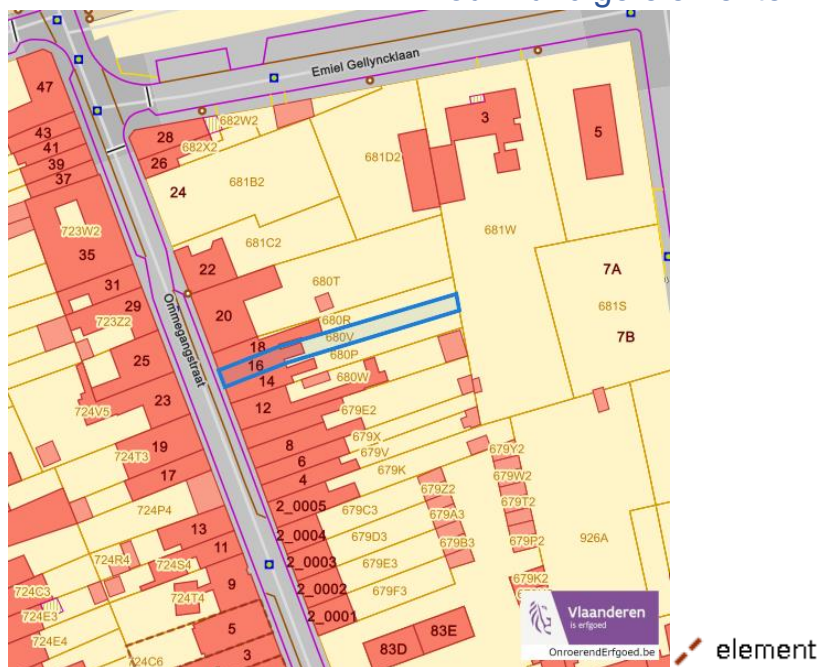 Emiel Gellyncklaan
47
43
41
39
37
28
26
682W2
682X2
24
681B2
681D2
3
5
723W2
35
681C2
681W
22
7A
31
680T
681S
29
723Z2
20
680R
7B
Ommegangstraat
18
680V
25
16
680P
14
680W
23
12
679E2
724V5
679X
19
8
679V
679Y2
724T3
6
679K
17
4
679Z2
679W2
2_0005
679C3
679T2
724P4
679A3
13
2_0004
679D3
679B3
679P2
926A
11
724R4
724S4
2_0003
679E3
9
679K2
724C3
724T4
2_0002
679F3
724E3
2_0001
5
83E
724E4
83D
724C6
3
Vlaanderen
is erfgoed
OnroerendErfgoed.be
element